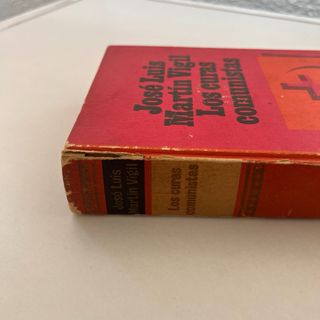 José Luis
Martín Vigil
Los curas
comunistas
José Luis
Martín Vigil
Los curas
comunistas